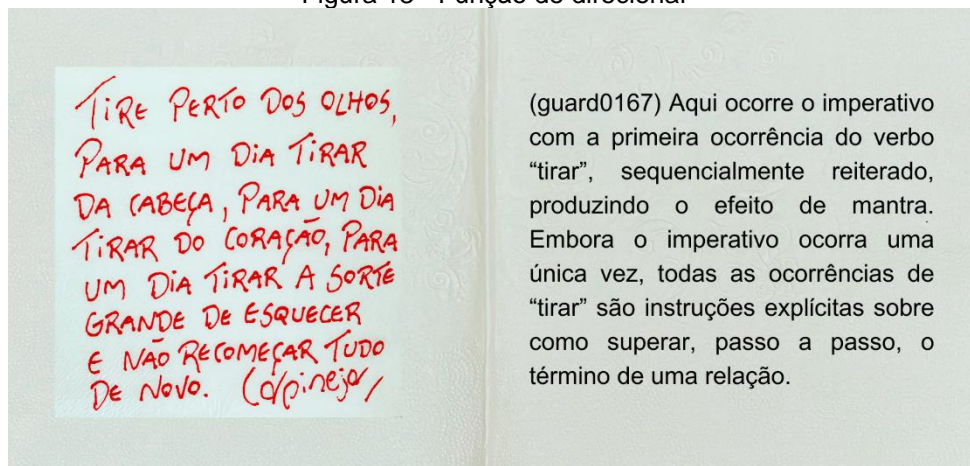 Figura 18 - Função do direcional
TIRE PERTO DOS OLHOS,
PARA UM DIA TIRAR
DA CABEÇA, PARA UM DIA
TIRAR DO CORAÇÃO, PARA
UM DIA TIRAR A SORTE
GRANDE DE ESQUECER
E NÃO RECOMEÇAR TUDO
DE NOVO. Carpinejar
(guard0167) Aqui ocorre o imperativo
com a primeira ocorrência do verbo
“tirar”, sequencialmente reiterado,
produzindo o efeito de mantra.
Embora o imperativo ocorra uma
única vez, todas as ocorrências de
“tirar” são instruções explícitas sobre
como superar, passo a passo, o
término de uma relação.